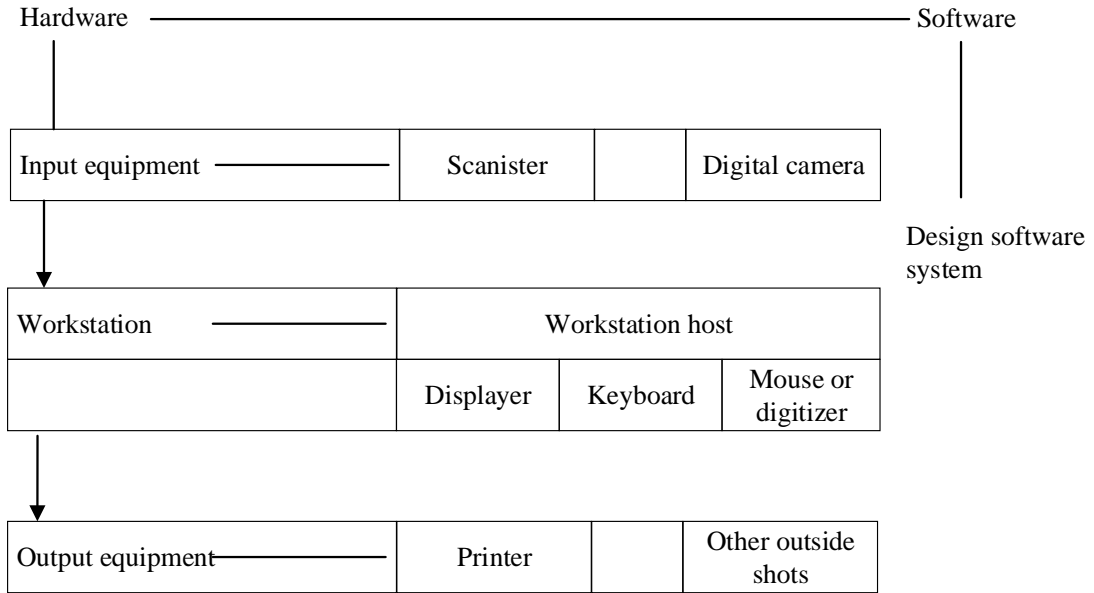 Hardware
Software
Input equipment
Scanister
Digital camera
Design software
system
Workstation
Workstation host
Displayer
Keyboard
Mouse or
digitizer
Output equipment
Printer
Other outside
shots